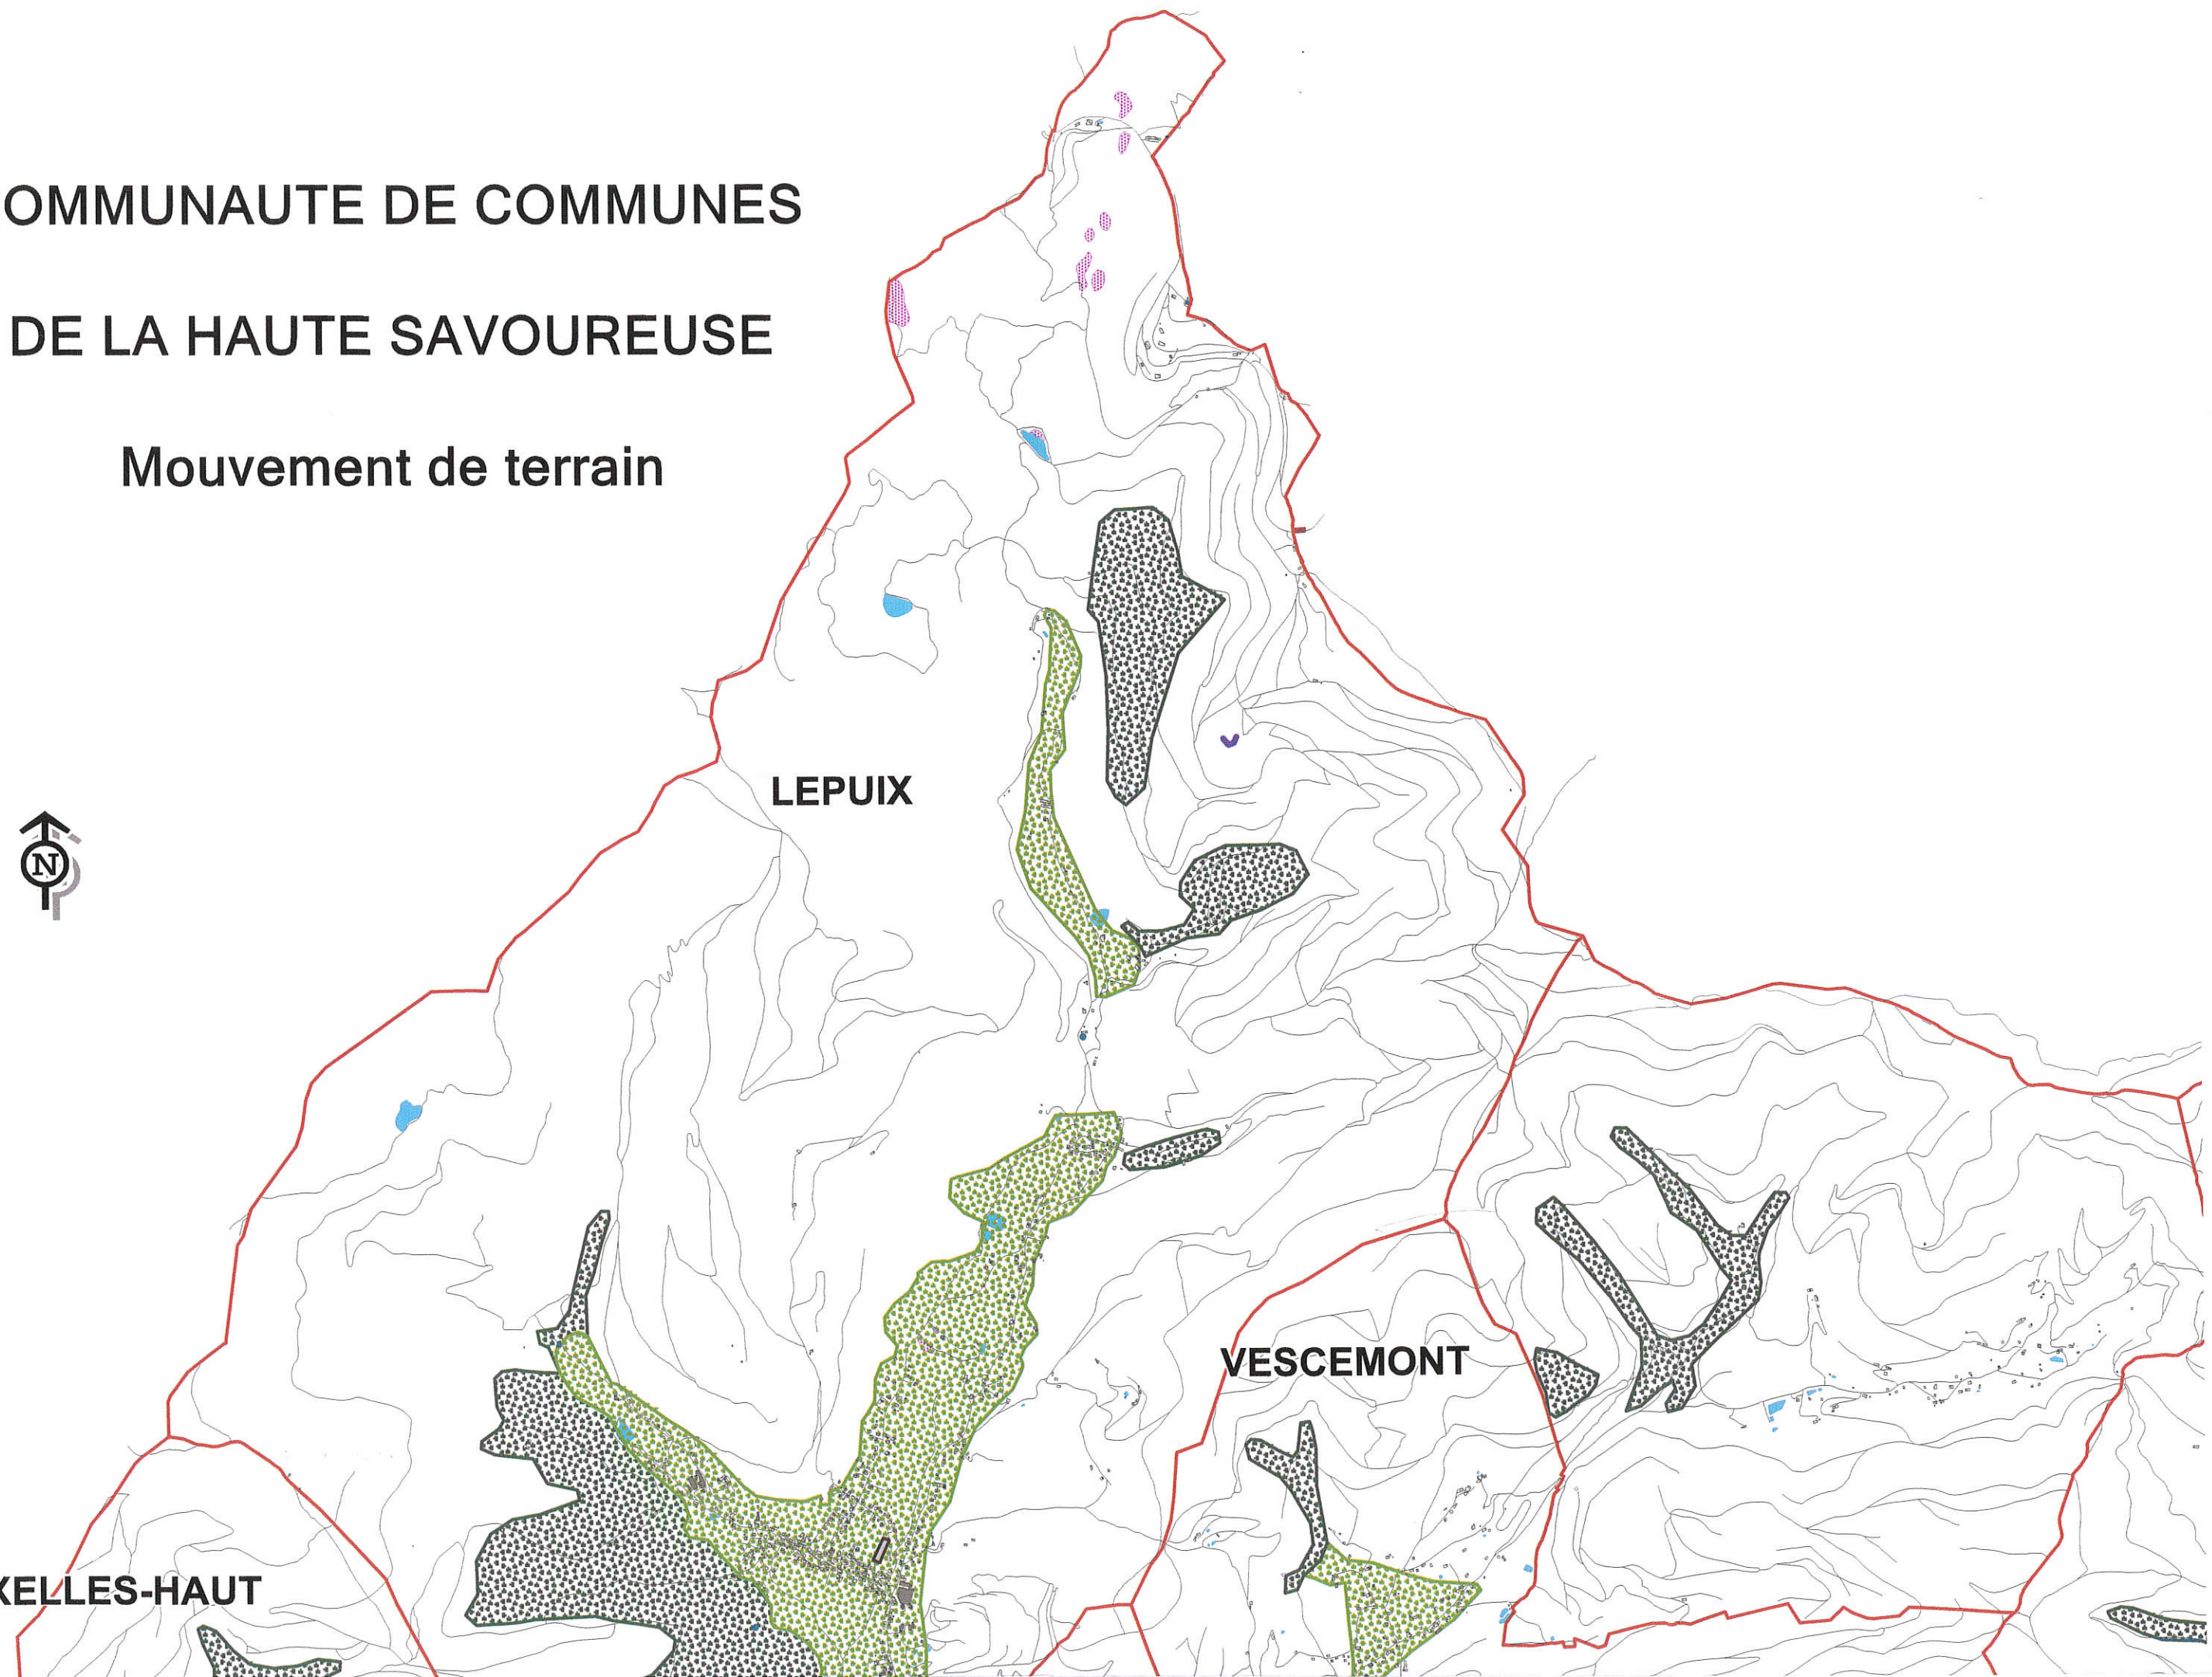 OMMUNAUTE DE COMMUNES
DE LA HAUTE SAVOUREUSE
Mouvement de terrain
LEPUIX
N
VESCEMONT
XELLES-HAUT